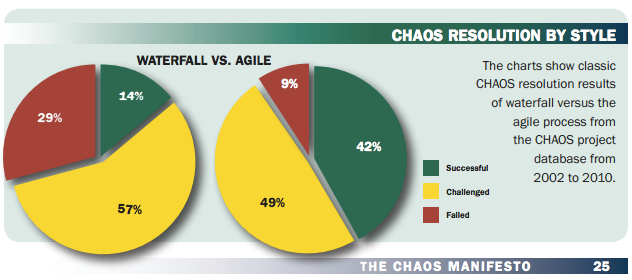 CHAOS RESOLUTION BY STYLE
WATERFALL VS. AGILE
14%
29%
57%
9%
42%
49%
Successful
Challenged
Failed
The charts show classic
CHAOS resolution results
of waterfall versus the
agile process from
the CHAOS project
database from
2002 to 2010.
THE CHAOS MANIFESTO 25